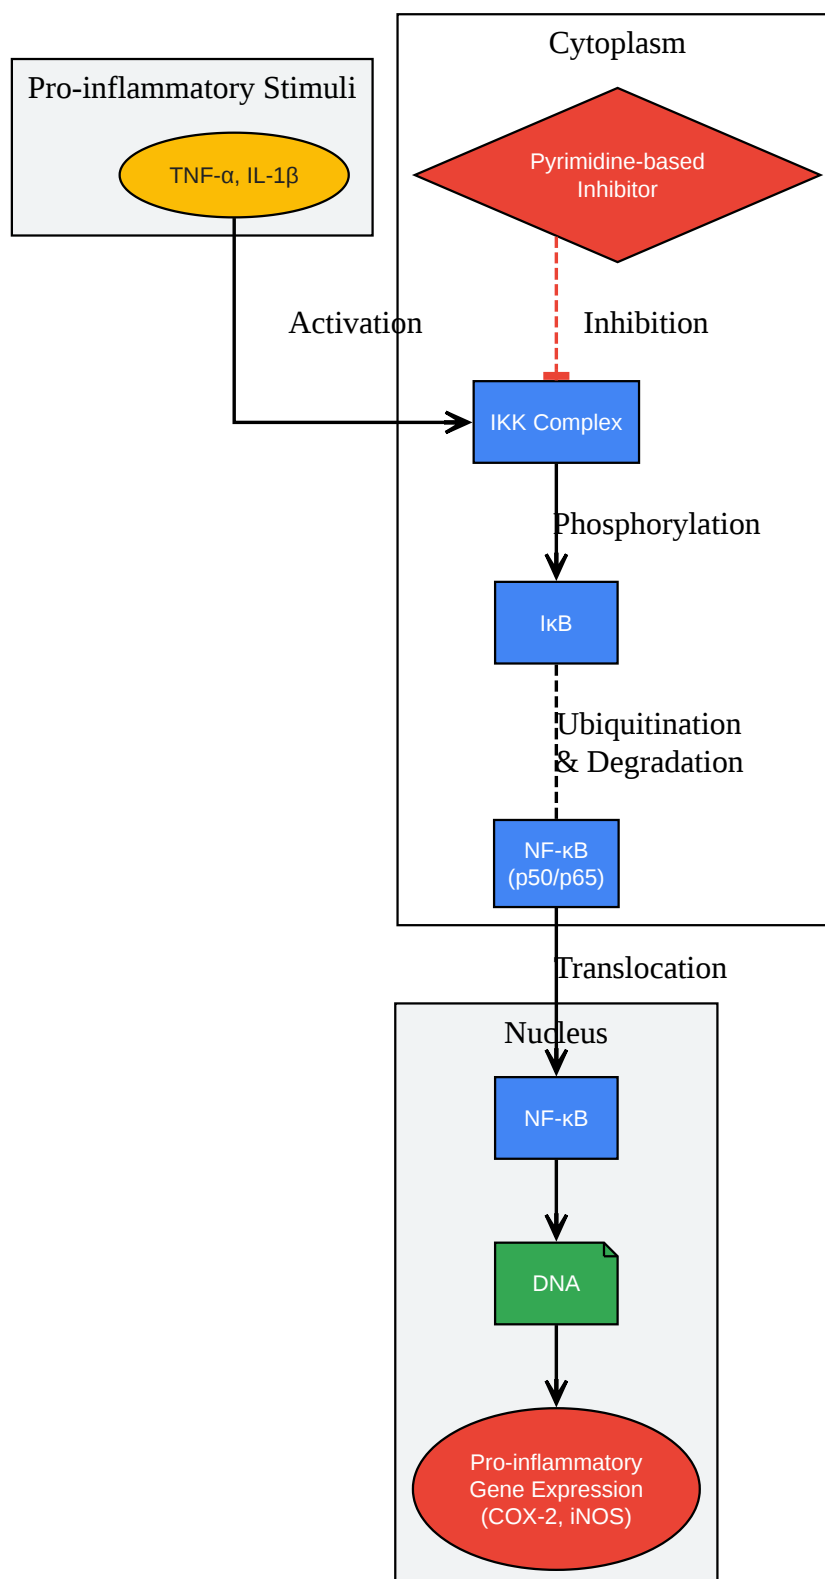 Cytoplasm
Pro-inflammatory Stimuli
TNF-α, IL-1β
Pyrimidine-based
Inhibitor
Activation
Inhibition
IKK Complex
Phosphorylation
IκB
Ubiquitination
& Degradation
NF-κB
(p50/p65)
Translocation
Nucleus
NF-κB
DNA
Pro-inflammatory
Gene Expression
(COX-2, iNOS)